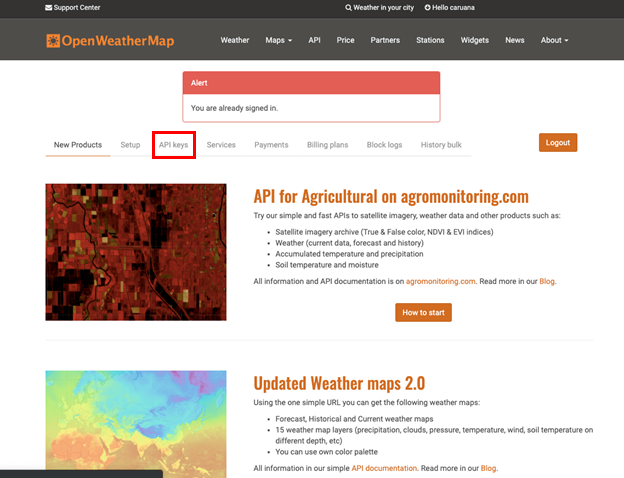 Support Center
Weather in your city
Hello caruana
OpenWeatherMap
Weather
Maps
API
Price
Partners
Stations
Widgets
News
About
Alert
You are already signed in.
New Products
Setup
API keys
Services
Payments
Billing plans
Block logs
History bulk
Logout
API for Agricultural on agromonitoring.com
Try our simple and fast APIs to satellite imagery, weather data and other products such as:
• Satellite imagery archive (True & False color, NDVI & EVI indices)
• Weather (current data, forecast and history)
• Accumulated temperature and precipitation
• Soil temperature and moisture
All information and API documentation is on agromonitoring.com. Read more in our Blog.
How to start
Updated Weather maps 2.0
Using the one simple URL you can get the following weather maps:
• Forecast, Historical and Current weather maps
• 15 weather map layers (precipitation, clouds, pressure, temperature, wind, soil temperature on
different depth, etc)
• You can use own color palette
All information in our simple API documentation. Read more in our Blog.